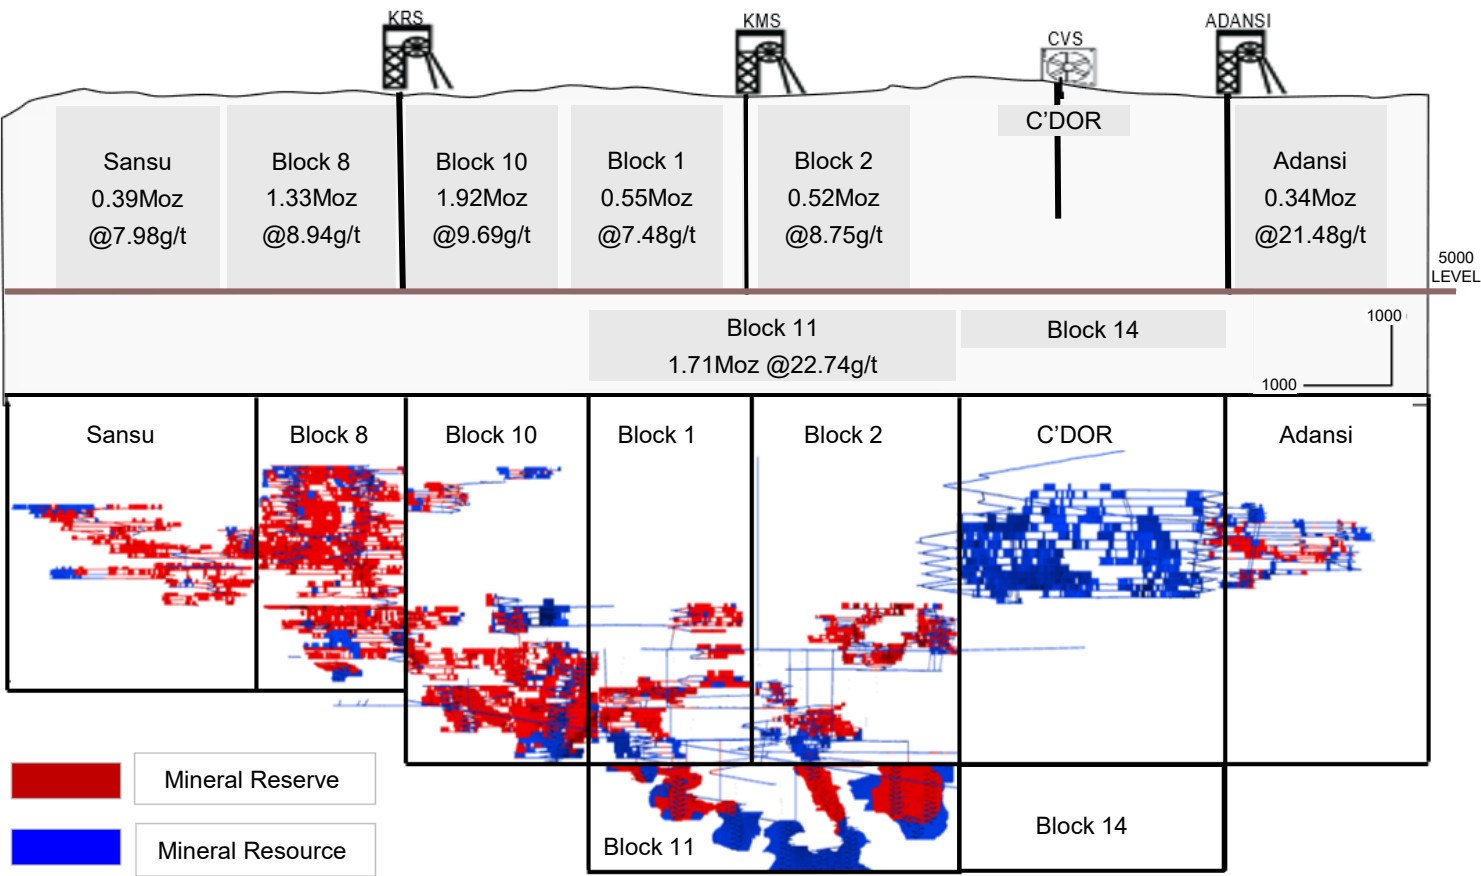 KRS
KMS
CVS
ADANSI
C'DOR
Sansu
0.39Moz
@7.98g/t
Block 8
1.33Moz
@8.94g/t
Block 10
1.92Moz
@9.69g/t
Block 1
0.55Moz
@7.48g/t
Block 2
0.52Moz
@8.75g/t
Adansi
0.34Moz
@21.48g/t
5000
LEVEL
Block 11
1.71Moz @22.74g/t
Block 14
1000
1000
Sansu
Block 8
Block 10
Block 1
Block 2
C'DOR
Adansi
Mineral Reserve
Mineral Resource
Block 11
Block 14